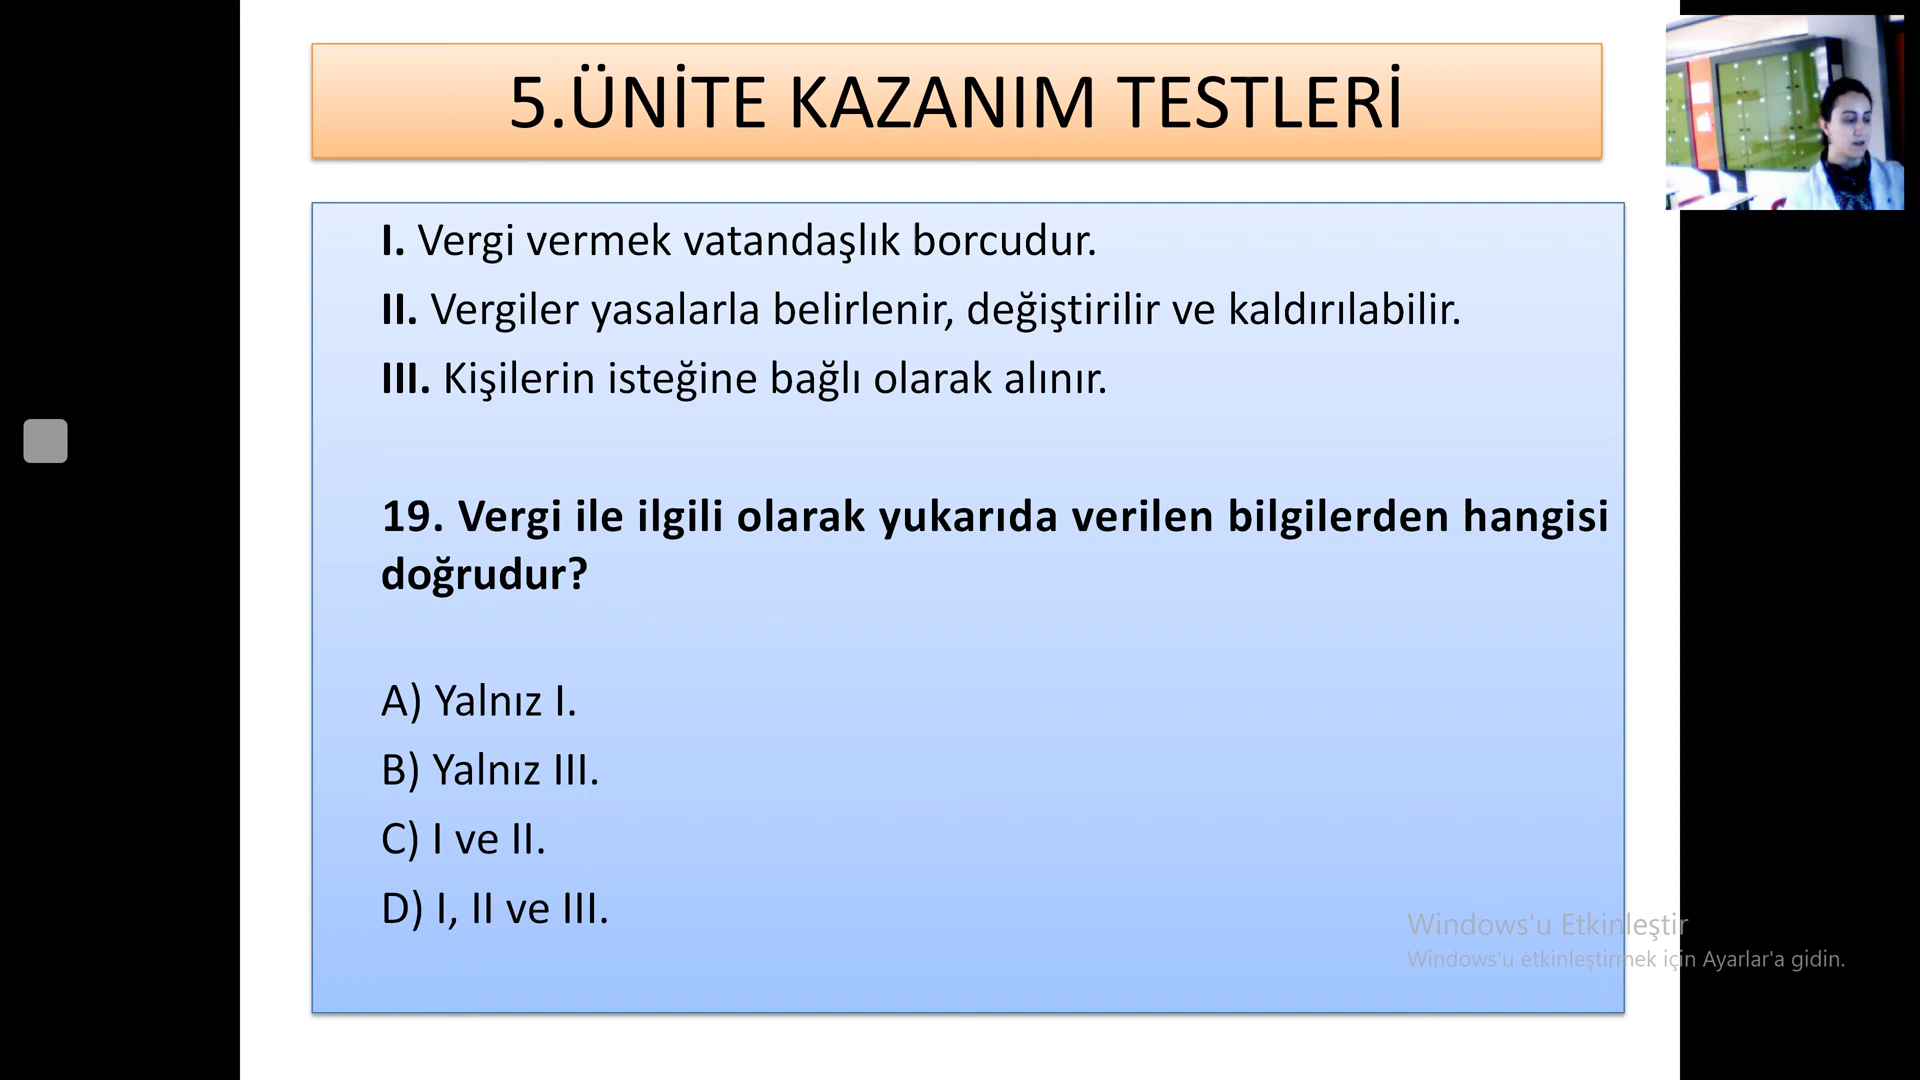 5.ÜNİTE KAZANIM TESTLERİ
I. Vergi vermek vatandaşlık borcudur.
II. Vergiler yasalarla belirlenir, değiştirilir ve kaldırılabilir.
III. Kişilerin isteğine bağlı olarak alınır.
19. Vergi ile ilgili olarak yukarıda verilen bilgilerden hangisi
doğrudur?
A) Yalnız I.
B) Yalnız III.
C) I ve II.
D) I, II ve III.
Windows'u Etkinleştir
Windows'u etkinleştirmek için Ayarlar'a gidin.